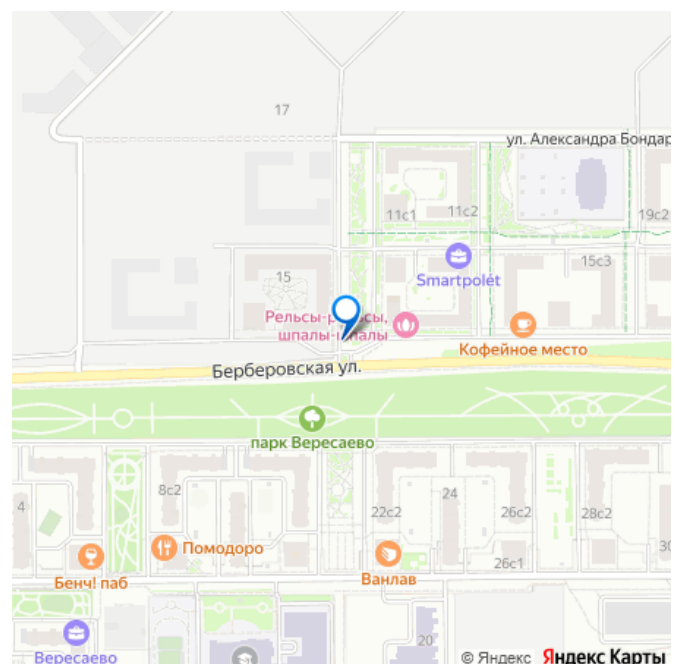 17
ул. Александра Бондар
11с1
11с2
19с2
15с3
Smartpolét
15
Рельсы-рельсы,
шпалы-шпалы
Кофейное место
Берберовская ул.
парк Вересаево
4
8с2
22с2
24
26с2
28с2
30
Помодоро
26с1
Бенч! паб
Ванлав
20
Вересаево
© Яндекс Яндекс Карты